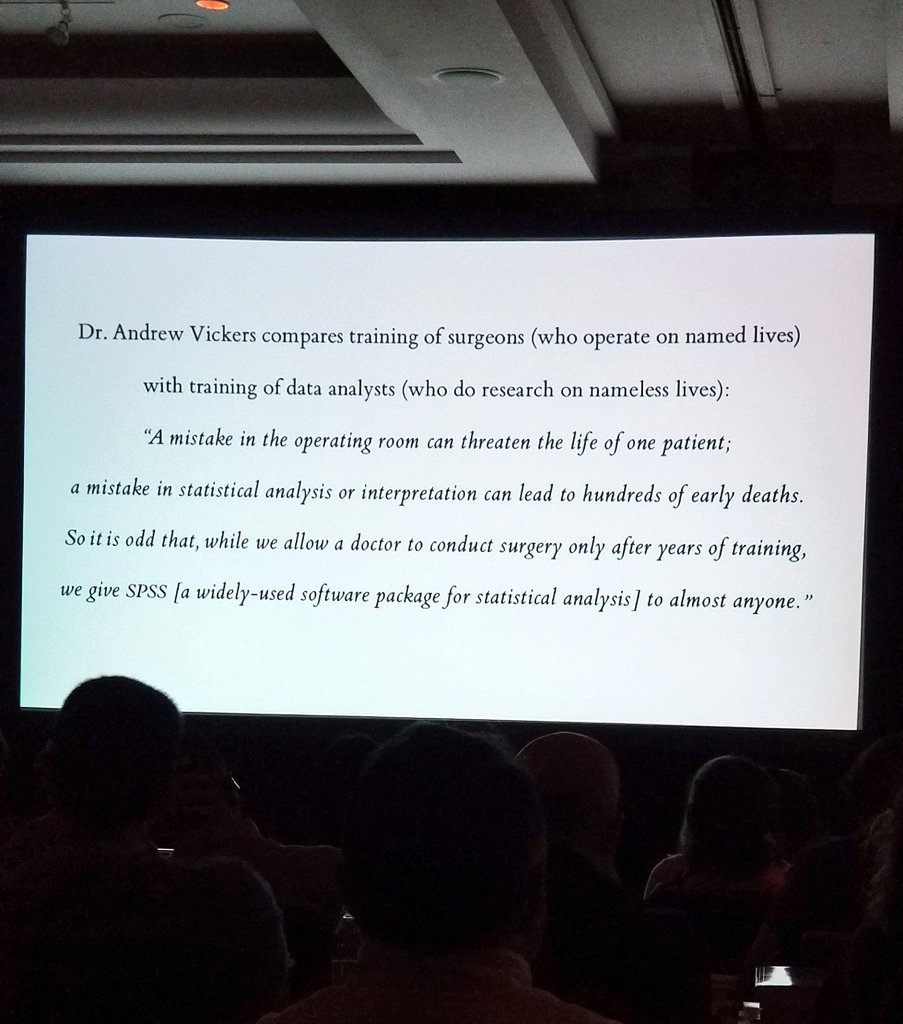 Dr. Andrew Vickers compares training of surgeons (who operate on named lives)
with training of data analysts (who do research on nameless lives):
“A mistake in the operating room can threaten the life of one patient;
a mistake in statistical analysis or interpretation can lead to hundreds of early deaths.
So it is odd that, while we allow a doctor to conduct surgery only after years of training,
we give SPSS [a widely-used software package for statistical analysis] to almost anyone.”